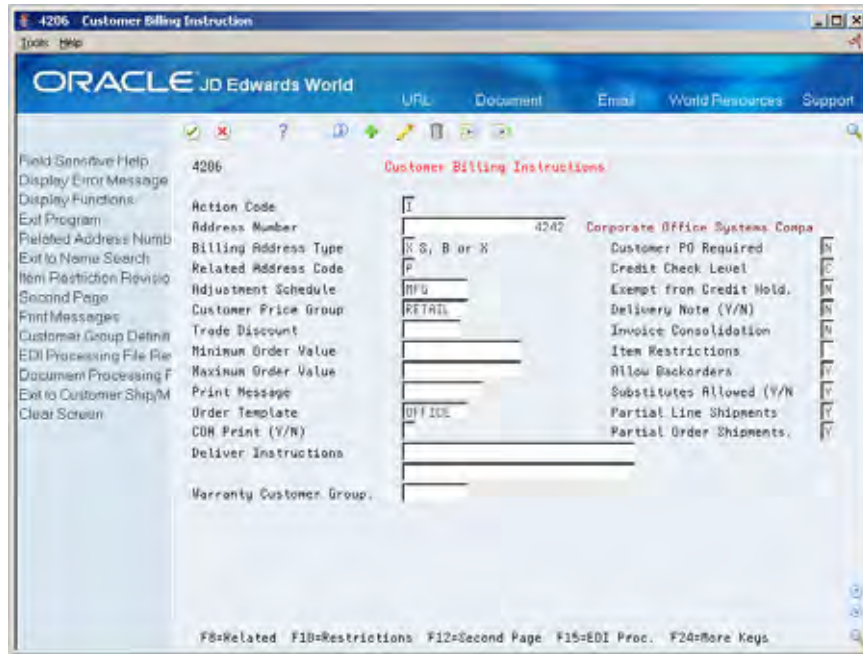 4206 Customer Billing Instruction
Tools Help
ORACLE JD Edwards World
URL Document Email World Resources Support
Field Sensitive Help
Display Error Message
Display Functions
Exit Program
Related Address Numb
Exit to Name Search
Item Restriction Revisio
Second Page
Print Messages
Customer Group Definiti
EDI Processing File Re
Document Processing F
Exit to Customer Ship/M
Clear Screen
4206 Customer Billing Instructions
Action Code I
Address Number 4242 Corporate Office Systems Compa
Billing Address Type X S, B or X Customer PO Required N
Related Address Code P Credit Check Level C
Adjustment Schedule MFG Exempt from Credit Hold. N
Customer Price Group RETAIL Delivery Note (Y/N) N
Trade Discount Invoice Consolidation N
Minimum Order Value Item Restrictions
Maximum Order Value Allow Backorders Y
Print Message Substitutes Allowed (Y/N Y
Order Template OFFICE Partial Line Shipments Y
COA Print (Y/N) Partial Order Shipments. Y
Deliver Instructions
Warranty Customer Group.
F8=Related F10=Restrictions F12=Second Page F15=EDI Proc. F24=More Keys